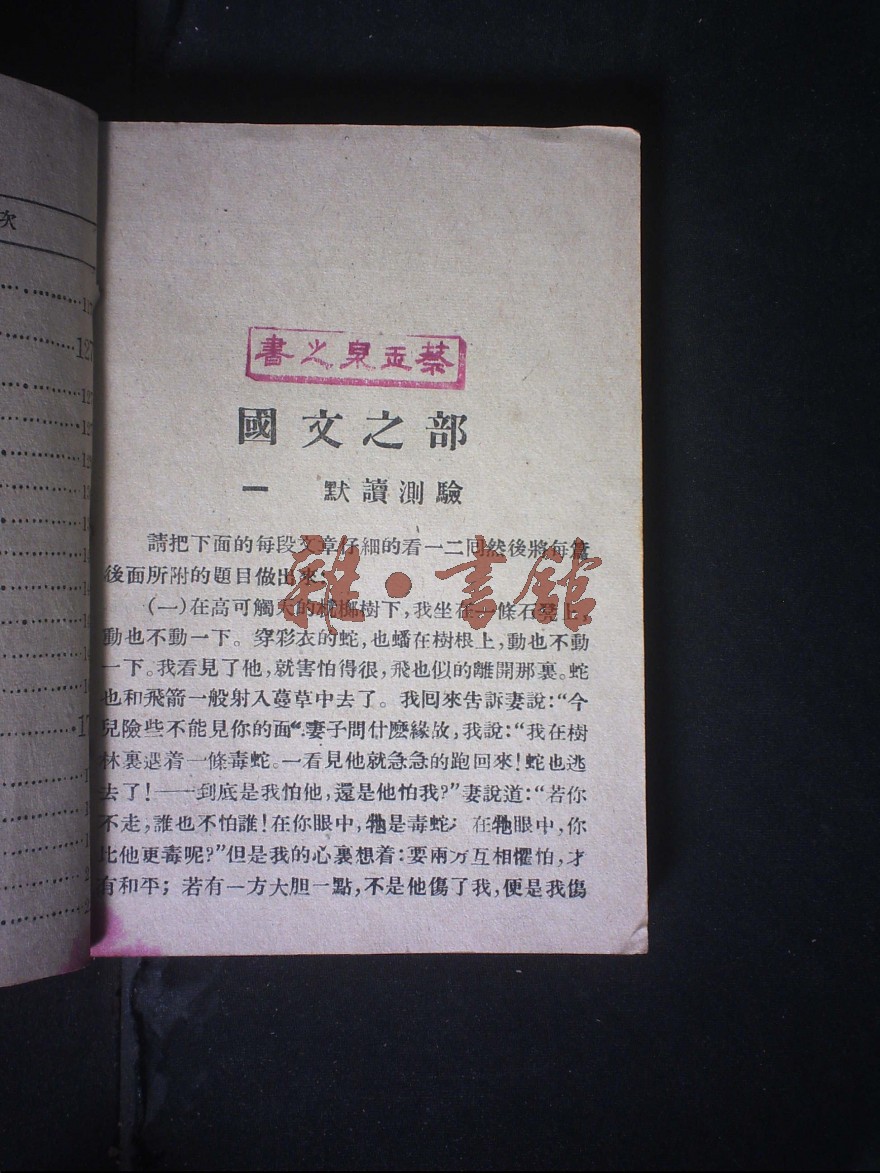 次
127
蔡玉泉之書
國文之部
一 默讀測驗
請把下面的每段文章仔細的看一二回然後將每篇
後面所附的題目做出來
(一)在高可觸天的桄榔樹下,我坐在一條石凳上,
動也不動一下。穿彩衣的蛇,也蟠在樹根上,動也不動
一下。我看見了他,就害怕得很,飛也似的離開那裏。蛇
也和飛箭一般射入蔓草中去了。我回來告訴妻說:“今
兒險些不能見你的面”.妻子問什麽緣故,我說:“我在樹
林裏遇着一條毒蛇。一看見他就急急的跑回來!蛇也逃
去了!——到底是我怕他,還是他怕我?”妻說道:“若你
不走,誰也不怕誰!在你眼中,牠是毒蛇; 在牠眼中,你
比他更毒呢?”但是我的心裏想着:要兩方互相懼怕,才
有和平; 若有一方大胆一點,不是他傷了我,便是我傷
雜·書館